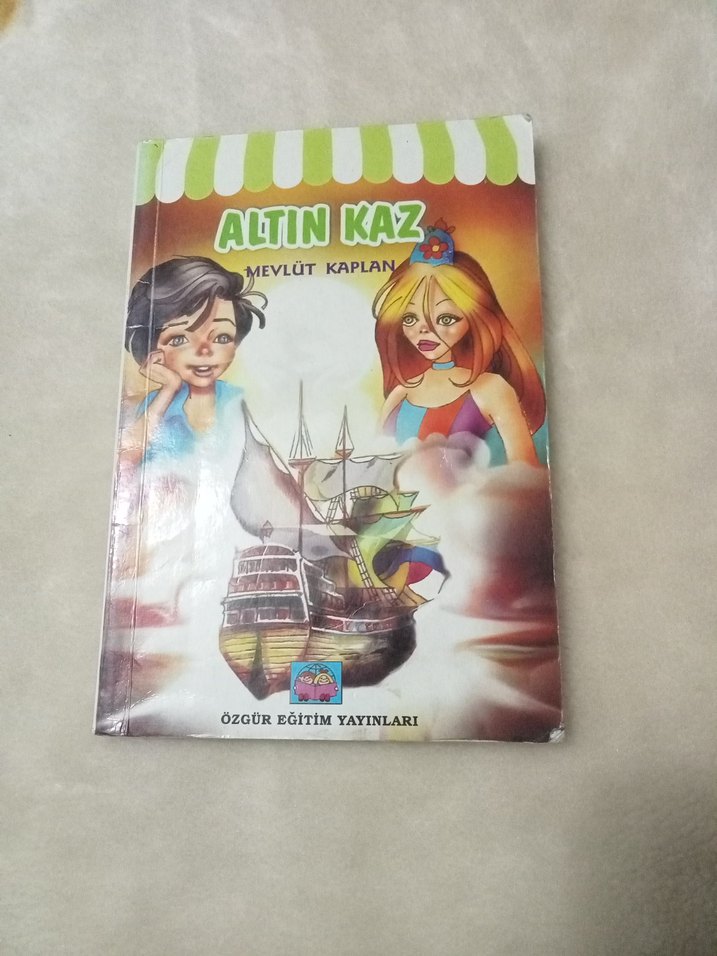 ALTIN KAZ
MEVLÜT KAPLAN
ÖZGÜR EĞİTİM YAYINLARI